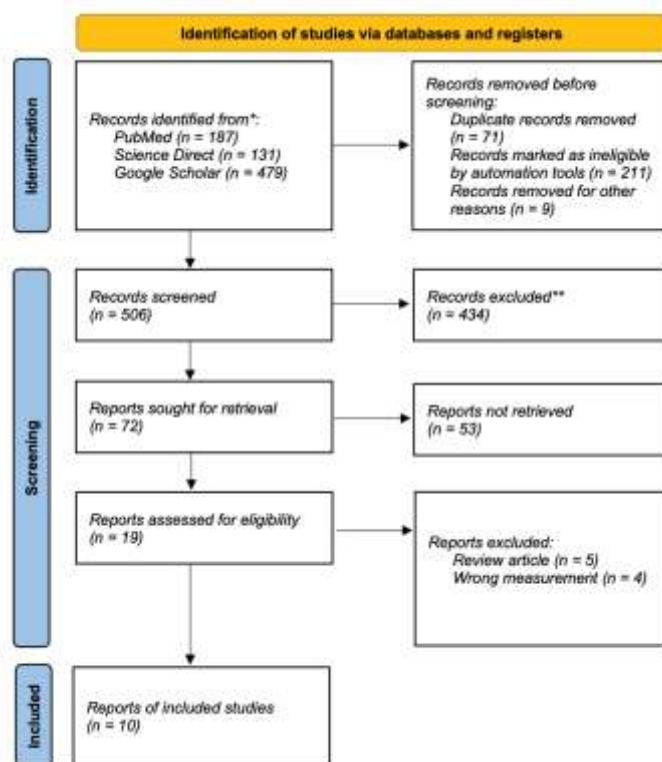 Identification of studies via databases and registers
Identification
Records identified from*:
PubMed (n = 187)
Science Direct (n = 131)
Google Scholar (n = 479)
Records removed before
screening:
Duplicate records removed
(n = 71)
Records marked as ineligible
by automation tools (n = 211)
Records removed for other
reasons (n = 9)
Screening
Records screened
(n = 506)
Records excluded**
(n = 434)
Reports sought for retrieval
(n = 72)
Reports not retrieved
(n = 53)
Reports assessed for eligibility
(n = 19)
Reports excluded:
Review article (n = 5)
Wrong measurement (n = 4)
Included
Reports of included studies
(n = 10)